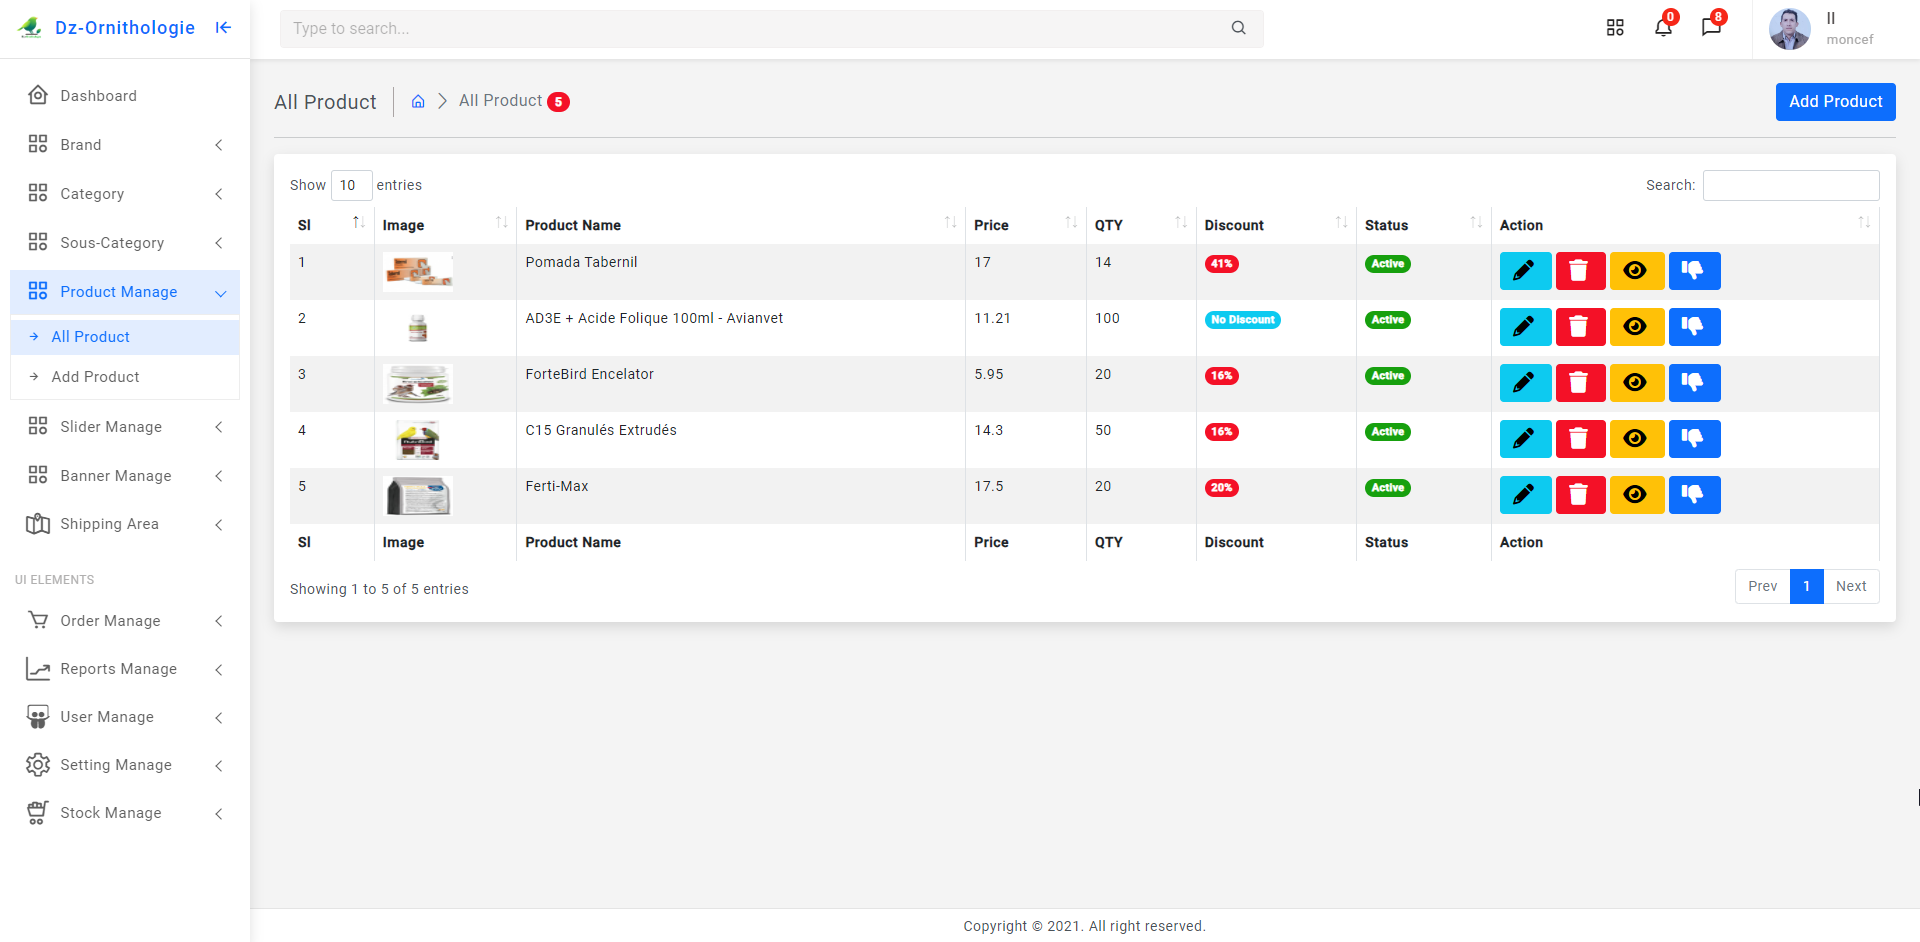 Dz-Ornithologie
Type to search...
0
8
ll
moncef
Dashboard
Brand
Category
Sous-Category
Product Manage
All Product
Add Product
Slider Manage
Banner Manage
Shipping Area
UI ELEMENTS
Order Manage
Reports Manage
User Manage
Setting Manage
Stock Manage
All Product
All Product 5
Add Product
Show 10 entries
Search:
Sl Image Product Name Price QTY Discount Status Action
1 Pomada Tabernil 17 14 41% Active
2 AD3E + Acide Folique 100ml - Avianvet 11.21 100 No Discount Active
3 ForteBird Encelator 5.95 20 16% Active
4 C15 Granulés Extrudés 14.3 50 16% Active
5 Ferti-Max 17.5 20 20% Active
Sl Image Product Name Price QTY Discount Status Action
Showing 1 to 5 of 5 entries
Prev 1 Next
Copyright © 2021. All right reserved.